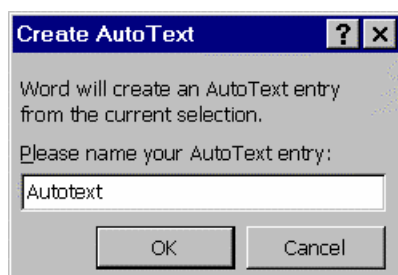 Create AutoText
Word will create an AutoText entry
from the current selection.
Please name your AutoText entry:
Autotext
OK Cancel